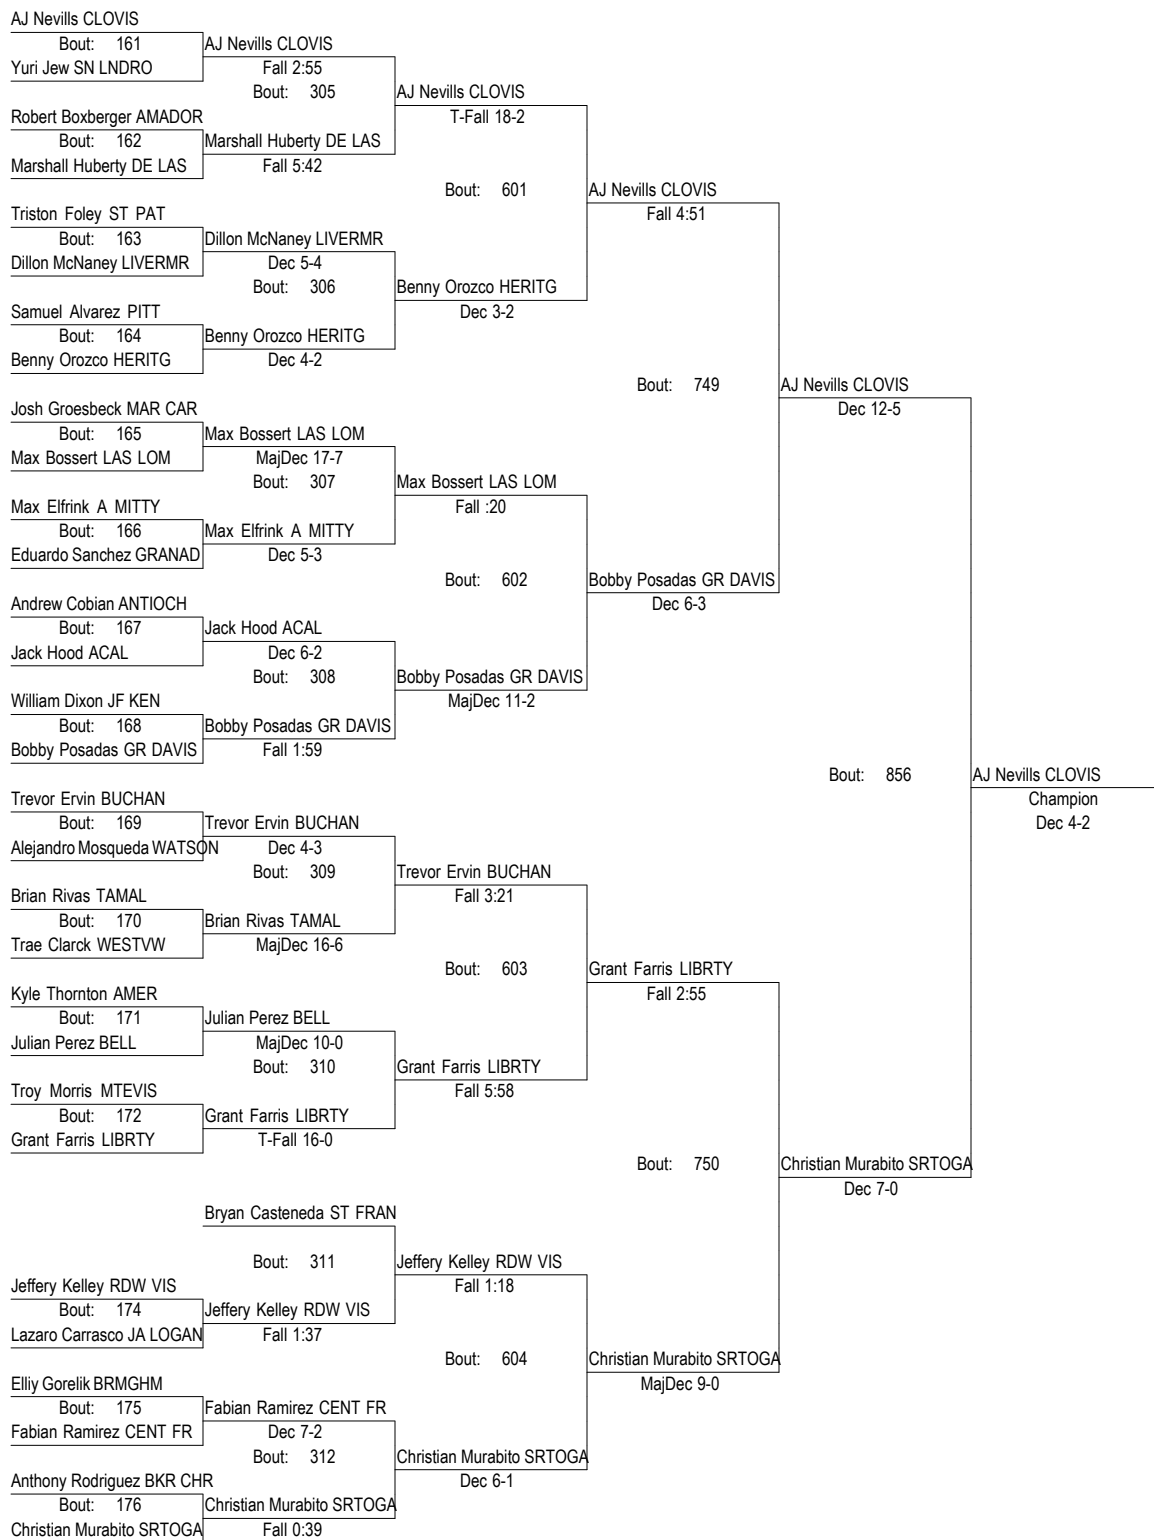 AJ Nevills CLOVIS
Bout: 161 AJ Nevills CLOVIS
Yuri Jew SN LNDRO Fall 2:55
Bout: 305 AJ Nevills CLOVIS
Robert Boxberger AMADOR T-Fall 18-2
Bout: 162 Marshall Huberty DE LAS
Marshall Huberty DE LAS Fall 5:42
Bout: 601 AJ Nevills CLOVIS
Triston Foley ST PAT Fall 4:51
Bout: 163 Dillon McNaney LIVERMR
Dillon McNaney LIVERMR Dec 5-4
Bout: 306 Benny Orozco HERITG
Samuel Alvarez PITT Dec 3-2
Bout: 164 Benny Orozco HERITG
Benny Orozco HERITG Dec 4-2
Bout: 749 AJ Nevills CLOVIS
Josh Groesbeck MAR CAR Dec 12-5
Bout: 165 Max Bossert LAS LOM
Max Bossert LAS LOM MajDec 17-7
Bout: 307 Max Bossert LAS LOM
Max Elfrink A MITTY Fall :20
Bout: 166 Max Elfrink A MITTY
Eduardo Sanchez GRANAD Dec 5-3
Bout: 602 Bobby Posadas GR DAVIS
Andrew Cobian ANTIOCH Dec 6-3
Bout: 167 Jack Hood ACAL
Jack Hood ACAL Dec 6-2
Bout: 308 Bobby Posadas GR DAVIS
William Dixon JF KEN MajDec 11-2
Bout: 168 Bobby Posadas GR DAVIS
Bobby Posadas GR DAVIS Fall 1:59
Bout: 856 AJ Nevills CLOVIS
Trevor Ervin BUCHAN Champion
Bout: 169 Trevor Ervin BUCHAN Dec 4-2
Alejandro Mosqueda WATSON Dec 4-3
Bout: 309 Trevor Ervin BUCHAN
Brian Rivas TAMAL Fall 3:21
Bout: 170 Brian Rivas TAMAL
Trae Clarck WESTVW MajDec 16-6
Bout: 603 Grant Farris LIBRTY
Kyle Thornton AMER Fall 2:55
Bout: 171 Julian Perez BELL
Julian Perez BELL MajDec 10-0
Bout: 310 Grant Farris LIBRTY
Troy Morris MTEVIS Fall 5:58
Bout: 172 Grant Farris LIBRTY
Grant Farris LIBRTY T-Fall 16-0
Bout: 750 Christian Murabito SRTOGA
Dec 7-0
Bryan Casteneda ST FRAN
Bout: 311 Jeffery Kelley RDW VIS
Jeffery Kelley RDW VIS Fall 1:18
Bout: 174 Jeffery Kelley RDW VIS
Lazaro Carrasco JA LOGAN Fall 1:37
Bout: 604 Christian Murabito SRTOGA
Elliy Gorelik BRMGHM MajDec 9-0
Bout: 175 Fabian Ramirez CENT FR
Fabian Ramirez CENT FR Dec 7-2
Bout: 312 Christian Murabito SRTOGA
Anthony Rodriguez BKR CHR Dec 6-1
Bout: 176 Christian Murabito SRTOGA
Christian Murabito SRTOGA Fall 0:39